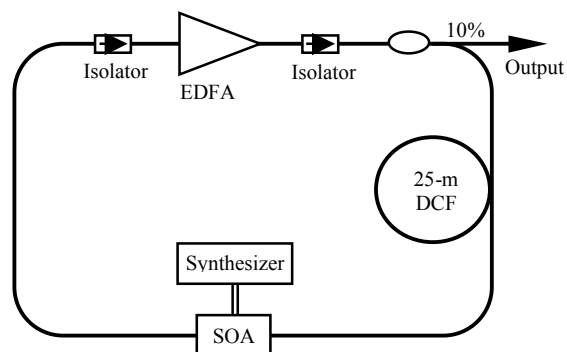 10%
Isolator
Isolator
Output
EDFA
25-m
DCF
Synthesizer
SOA